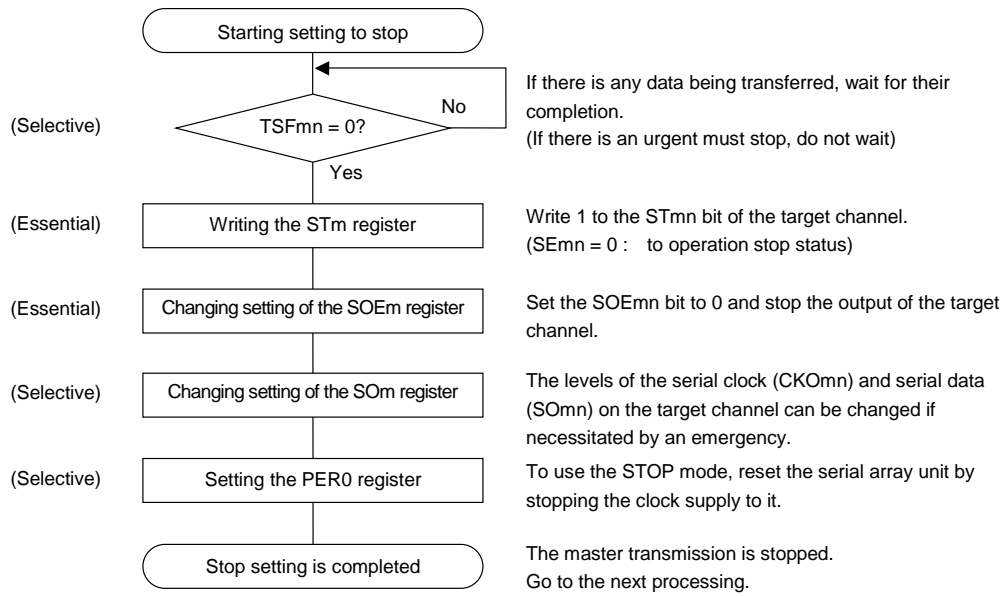 Starting setting to stop
If there is any data being transferred, wait for their
completion.
(If there is an urgent must stop, do not wait)
No
(Selective)
TSFmn = 0?
Yes
(Essential)
Writing the STm register
Write 1 to the STmn bit of the target channel.
(SEmn = 0 : to operation stop status)
(Essential)
Changing setting of the SOEm register
Set the SOEmn bit to 0 and stop the output of the target
channel.
(Selective)
Changing setting of the SOm register
The levels of the serial clock (CKOmn) and serial data
(SOmn) on the target channel can be changed if
necessitated by an emergency.
(Selective)
Setting the PER0 register
To use the STOP mode, reset the serial array unit by
stopping the clock supply to it.
Stop setting is completed
The master transmission is stopped.
Go to the next processing.